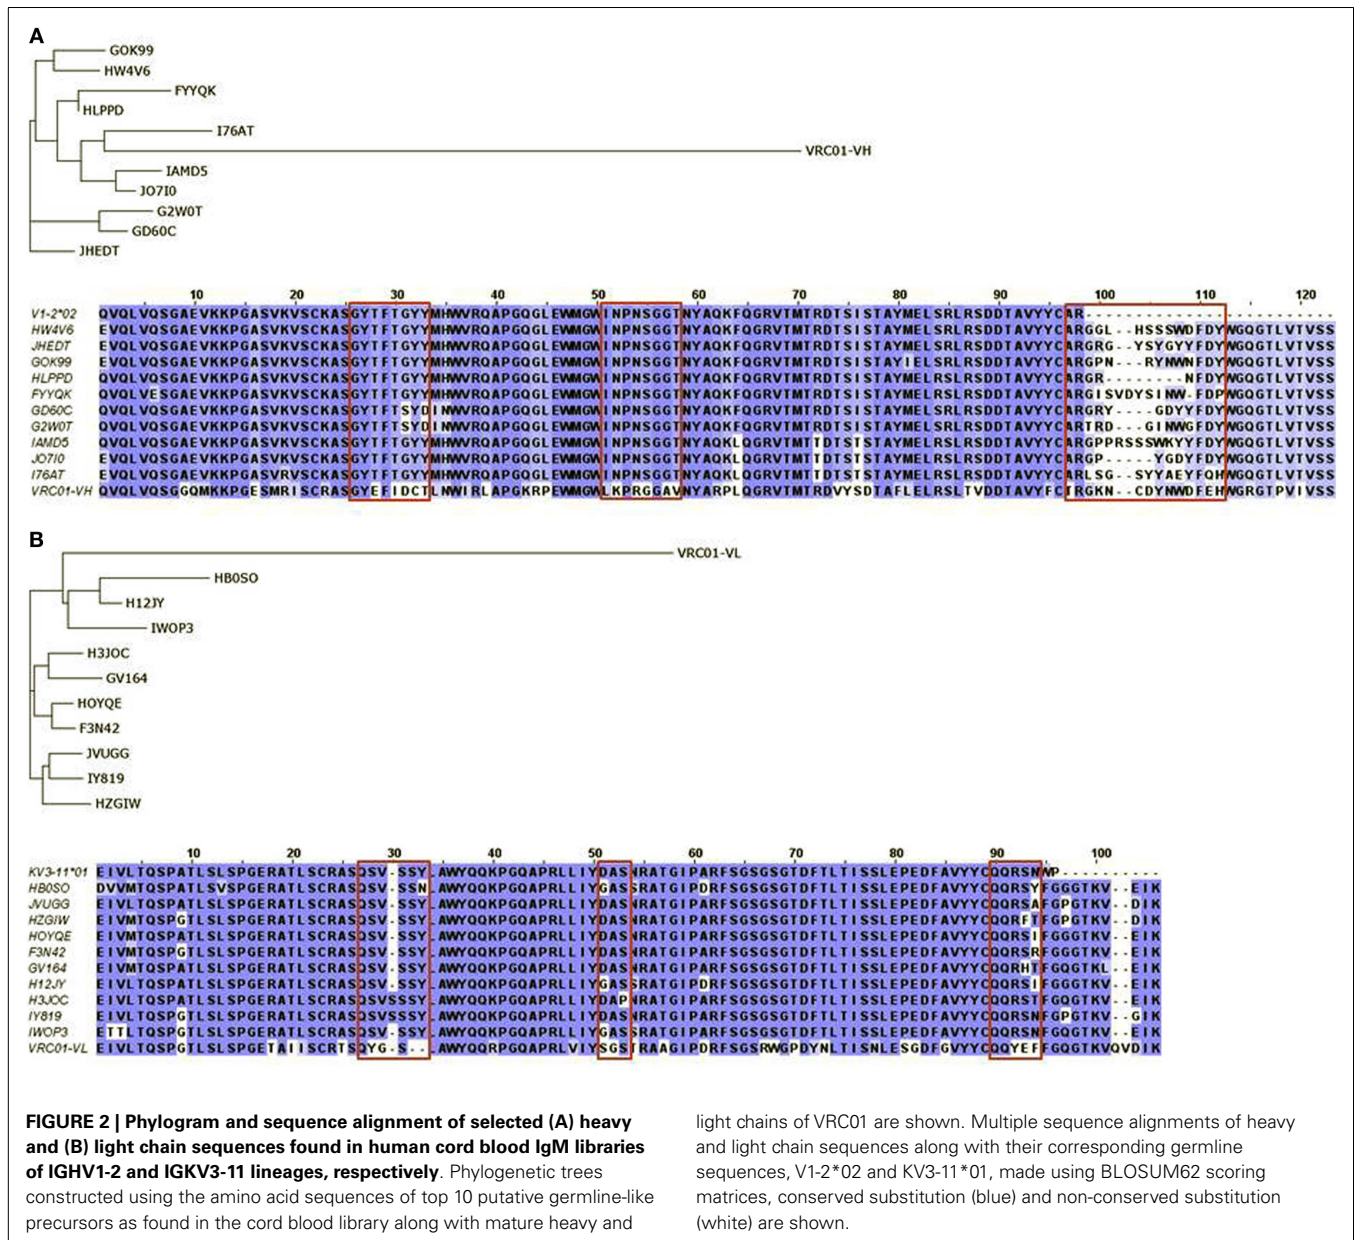 A
GOK99
HW4V6
FYYQK
HLPPD
I76AT
VRC01-VH
IAMD5
JO7I0
G2W0T
GD60C
JHEDT
10 20 30 40 50 60 70 80 90 100 110 120
V1-2*02 QVQLVQSGAEVKKPGASVKVSCKASGYTFTGYYMHWVRQAPGQGLEWMGWINPNSGGTNYAQKFQGRVTMTRDTSISTAYMELSRLRSDDTAVYYCAR-------------------------
HW4V6 EVQLVQSGAEVKKPGASVKVSCKASGYTFTGYYMHWVRQAPGQGLEWMGWINPNSGGTNYAQKFQGRVTMTRDTSISTAYMELSRLRSDDTAVYYCARGGL--HSSSWDFDYWGQGTLVTVSS
JHEDT EVQLVQSGAEVKKPGASVKVSCKASGYTFTGYYMHWVRQAPGQGLEWMGWINPNSGGTNYAQKFQGRVTMTRDTSISTAYMELSRLRSDDTAVYYCARGRG--YSYGYYFDYWGQGTLVTVSS
GOK99 EVQLVQSGAEVKKPGASVKVSCKASGYTFTGYYMHWVRQAPGQGLEWMGWINPNSGGTNYAQKFQGRVTMTRDTSISTAYIELSRLRSDDTAVYYCARGPN---RYNWNFDYWGQGTLVTVSS
HLPPD QVQLVQSGAEVKKPGASVKVSCKASGYTFTGYYMHWVRQAPGQGLEWMGWINPNSGGTNYAQKFQGRVTMTRDTSISTAYMELSRLRSDDTAVYYCARGR--------NFDYWGQGTLVTVSS
FYYQK QVQLVESGAEVKKPGASVKVSCKASGYTFTGYYMHWVRQAPGQGLEWMGWINPNSGGTNYAQKFQGRVTMTRDTSISTAYMELSRLRSDDTAVYYCARGISVDYSINW-FDPWGQGTLVTVSS
GD60C QVQLVQSGAEVKKPGASVKVSCKASGYTFTSYDINWVRQAPGQGLEWMGWINPNSGGTNYAQKFQGRVTMTRDTSISTAYMELSRLRSDDTAVYYCARGRY----GDYYFDYWGQGTLVTVSS
G2W0T QVQLVQSGAEVKKPGASVKVSCKASGYTFTSYDINWVRQAPGQGLEWMGWINPNSGGTNYAQKFQGRVTMTRDTSISTAYMELSRLRSDDTAVYYCARTRD----GINWGFDYWGQGTLVTVSS
IAMD5 QVQLVQSGAEVKKPGASVKVSCKASGYTFTGYYMHWVRQAPGQGLEWMGWINPNSGGTNYAQKLQGRVTMTTDTSTSTAYMELSRLRSDDTAVYYCARGPPRSSSWKYYFDYWGQGTLVTVSS
JO7I0 QVQLVQSGAEVKKPGASVKVSCKASGYTFTGYYMHWVRQAPGQGLEWMGWINPNSGGTNYAQKLQGRVTMTTDTSTSTAYMELSRLRSDDTAVYYCARGP-----YGDYFDYWGQGTLVTVSS
I76AT EVQLVQSGAEVKKPGASVRVSCKASGYTFTGYYMHWVRQAPGQGLEWMGWINPNSGGTNYAQKLQGRVTMTTDTSTSTAYMELSRLRSDDTAVYYCARLSG--SYYAEYFQHWGQGTLVTVSS
VRC01-VH QVQLVQSGGQMKKPGESMRISCRASGYEFIDCTLNWIRLAPGKRPEWMGWLKPRGGAVNYARPLQGRVTMTRDVYSDTAFLELRSLTVDDTAVYFCTRGKN--CDYNWDFEHWGRGTPVIVSS
B
VRC01-VL
HB0SO
H12JY
IWOP3
H3JOC
GV164
HOYQE
F3N42
JVUGG
IY819
HZGIW
10 20 30 40 50 60 70 80 90 100
KV3-11*01 EIVLTQSPATLSLSPGERATLSCRASQSV-SSYLAWYQQKPGQAPRLLIYDASNRATGIPARFSGSGSGTDFTLTISSLEPEDFAVYYCQQRSNWP----------
HB0SO DVVMTQSPATLSVSPGERATLSCRASQSV-SSNLAWYQQKPGQAPRLLIYGASSRATGIPDRFSGSGSGTDFTLTISSLEPEDFAVYYCQQRSYFGGGTKV--EIK
JVUGG EIVLTQSPATLSLSPGERATLSCRASQSV-SSYLAWYQQKPGQAPRLLIYDASNRATGIPARFSGSGSGTDFTLTISSLEPEDFAVYYCQQRSAFGPGTKV--DIK
HZGIW EIVMTQSPGTLSLSPGERATLSCRASQSV-SSYLAWYQQKPGQAPRLLIYDASNRATGIPARFSGSGSGTDFTLTISSLEPEDFAVYYCQQRFTFGPGTKV--DIK
HOYQE EIVMTQSPATLSLSPGERATLSCRASQSV-SSYLAWYQQKPGQAPRLLIYDASNRATGIPARFSGSGSGTDFTLTISSLEPEDFAVYYCQQRSIFGGGTKV--EIK
F3N42 EIVMTQSPGTLSLSPGERATLSCRASQSV-SSYLAWYQQKPGQAPRLLIYDASNRATGIPARFSGSGSGTDFTLTISSLEPEDFAVYYCQQRSRFGGGTKV--EIK
GV164 EIVMTQSPATLSLSPGERATLSCRASQSV-SSYLAWYQQKPGQAPRLLIYDASNRATGIPARFSGSGSGTDFTLTISSLEPEDFAVYYCQQRHTFGGGTKL--EIK
H12JY EIVLTQSPATLSLSPGERATLSCRASQSV-SSYLAWYQQKPGQAPRLLIYGASSRATGIPDRFSGSGSGTDFTLTISSLEPEDFAVYYCQQRSIFGGGTKV--EIK
H3JOC EIVLTQSPATLSLSPGERATLSCRASQSVSSSYLAWYQQKPGQAPRLLIYDAPNRATGIPARFSGSGSGTDFTLTISSLEPEDFAVYYCQQRSTFGGGTKV--EIK
IY819 EIVLTQSPGTLSLSPGERATLSCRASQSVSSSYLAWYQQKPGQAPRLLIYDASNRATGIPARFSGSGSGTDFTLTISSLEPEDFAVYYCQQRSNFGPGTKV--GIK
IWOP3 ETTLTQSPGTLSLSPGERATLSCRASQSV-SSYLAWYQQKPGQAPRLLIYGASSRATGIPARFSGSGSGTDFTLTISSLEPEDFAVYYCQQRSNFGGGTKV--EIK
VRC01-VL EIVLTQSPGTLSLSPGETAIISCRTSQYG-S--LAWYQQRPGQAPRLVIYSGSTRAAGIPDRFSGSRWGPDYNLTISNLESGDFGVYYCQQYEFFGQGTKVQVDIK
FIGURE 2 | Phylogram and sequence alignment of selected (A) heavy
and (B) light chain sequences found in human cord blood IgM libraries
of IGHV1-2 and IGKV3-11 lineages, respectively. Phylogenetic trees
constructed using the amino acid sequences of top 10 putative germline-like
precursors as found in the cord blood library along with mature heavy and
light chains of VRC01 are shown. Multiple sequence alignments of heavy
and light chain sequences along with their corresponding germline
sequences, V1-2*02 and KV3-11*01, made using BLOSUM62 scoring
matrices, conserved substitution (blue) and non-conserved substitution
(white) are shown.